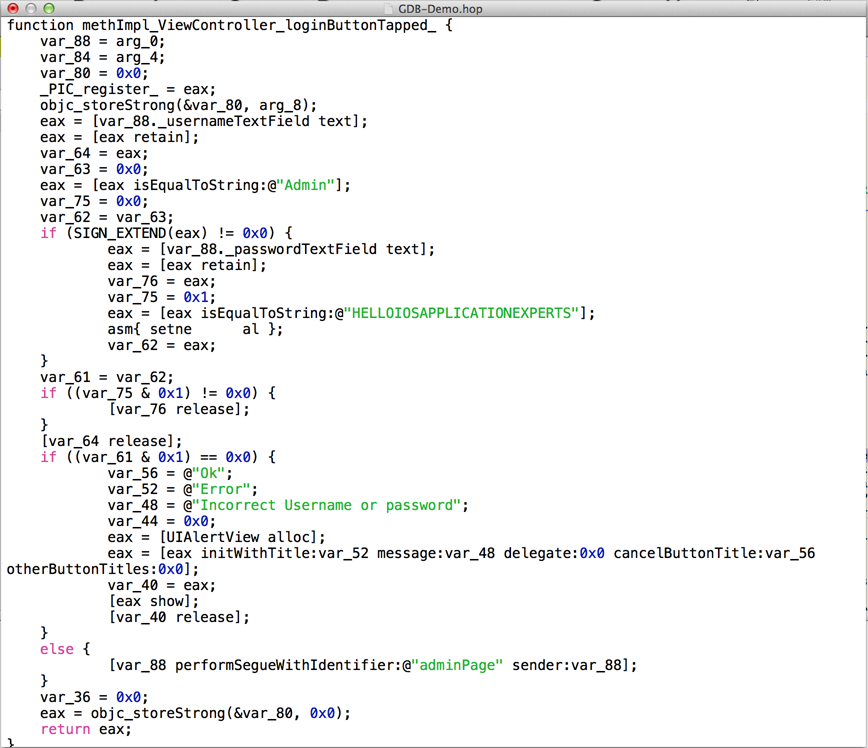 GDB-Demo.hop
function methImpl_ViewController_loginButtonTapped_ {
    var_88 = arg_0;
    var_84 = arg_4;
    var_80 = 0x0;
    _PIC_register_ = eax;
    objc_storeStrong(&var_80, arg_8);
    eax = [var_88._usernameTextField text];
    eax = [eax retain];
    var_64 = eax;
    var_63 = 0x0;
    eax = [eax isEqualToString:@"Admin"];
    var_75 = 0x0;
    var_62 = var_63;
    if (SIGN_EXTEND(eax) != 0x0) {
            eax = [var_88._passwordTextField text];
            eax = [eax retain];
            var_76 = eax;
            var_75 = 0x1;
            eax = [eax isEqualToString:@"HELLOIOSAPPLICATIONEXPERTS"];
            asm{ setne      al };
            var_62 = eax;
    }
    var_61 = var_62;
    if ((var_75 & 0x1) != 0x0) {
            [var_76 release];
    }
    [var_64 release];
    if ((var_61 & 0x1) == 0x0) {
            var_56 = @"Ok";
            var_52 = @"Error";
            var_48 = @"Incorrect Username or password";
            var_44 = 0x0;
            eax = [UIAlertView alloc];
            eax = [eax initWithTitle:var_52 message:var_48 delegate:0x0 cancelButtonTitle:var_56
otherButtonTitles:0x0];
            var_40 = eax;
            [eax show];
            [var_40 release];
    }
    else {
            [var_88 performSegueWithIdentifier:@"adminPage" sender:var_88];
    }
    var_36 = 0x0;
    eax = objc_storeStrong(&var_80, 0x0);
    return eax;
}